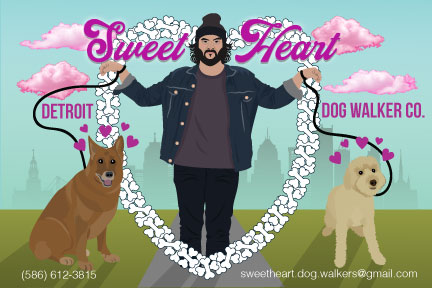 Sweet Heart
DETROIT
DOG WALKER CO.
(586) 612-3815
sweetheart.dog.walkers@gmail.com